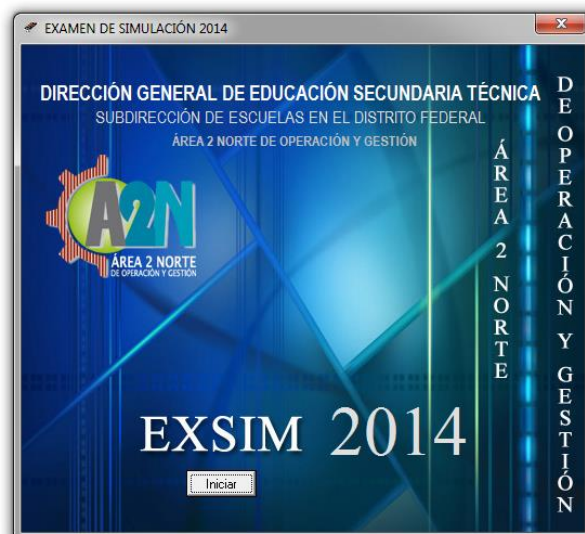 EXAMEN DE SIMULACIÓN 2014
DIRECCIÓN GENERAL DE EDUCACIÓN SECUNDARIA TÉCNICA
SUBDIRECCIÓN DE ESCUELAS EN EL DISTRITO FEDERAL
ÁREA 2 NORTE DE OPERACIÓN Y GESTIÓN
A2N
ÁREA 2 NORTE
DE OPERACIÓN Y GESTIÓN
ÁREA 2 NORTE
DE OPERACIÓN Y GESTIÓN
EXSIM 2014
Iniciar